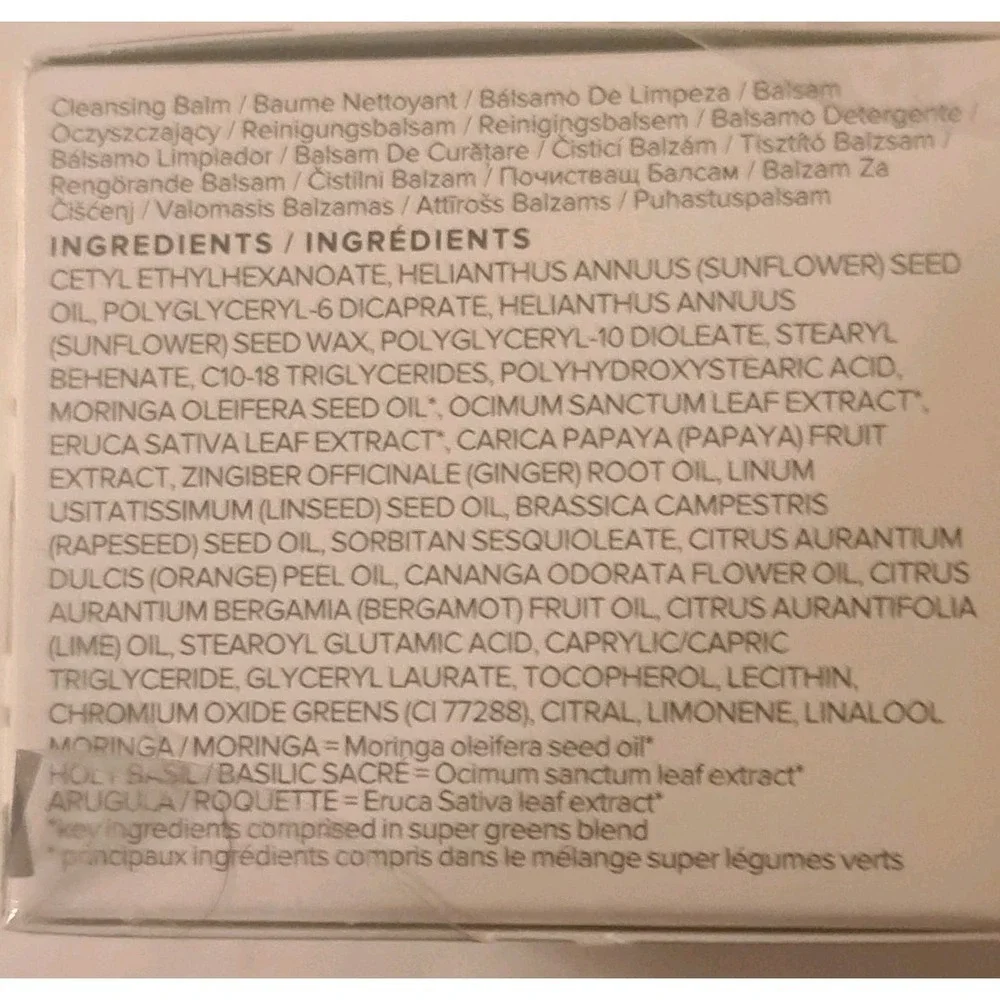 Cleansing Balm / Baume Nettoyant / Bálsamo De Limpeza / Balsam
Oczyszczający / Reinigungsbalsam / Reinigingsbalsem / Balsamo Detergente /
Bálsamo Limpiador / Balsam De Curăţare / Čisticí Balzám / Tisztító Balzsam /
Rengörande Balsam / Čistilni Balzam / Почистващ Балсам / Balzam Za
Čišćenj / Valomasis Balzamas / Attīrošs Balzams / Puhastuspalsam
INGREDIENTS / INGRÉDIENTS
CETYL ETHYLHEXANOATE, HELIANTHUS ANNUUS (SUNFLOWER) SEED
OIL, POLYGLYCERYL-6 DICAPRATE, HELIANTHUS ANNUUS
(SUNFLOWER) SEED WAX, POLYGLYCERYL-10 DIOLEATE, STEARYL
BEHENATE, C10-18 TRIGLYCERIDES, POLYHYDROXYSTEARIC ACID,
MORINGA OLEIFERA SEED OIL*, OCIMUM SANCTUM LEAF EXTRACT*,
ERUCA SATIVA LEAF EXTRACT*, CARICA PAPAYA (PAPAYA) FRUIT
EXTRACT, ZINGIBER OFFICINALE (GINGER) ROOT OIL, LINUM
USITATISSIMUM (LINSEED) SEED OIL, BRASSICA CAMPESTRIS
(RAPESEED) SEED OIL, SORBITAN SESQUIOLEATE, CITRUS AURANTIUM
DULCIS (ORANGE) PEEL OIL, CANANGA ODORATA FLOWER OIL, CITRUS
AURANTIUM BERGAMIA (BERGAMOT) FRUIT OIL, CITRUS AURANTIFOLIA
(LIME) OIL, STEAROYL GLUTAMIC ACID, CAPRYLIC/CAPRIC
TRIGLYCERIDE, GLYCERYL LAURATE, TOCOPHEROL, LECITHIN,
CHROMIUM OXIDE GREENS (CI 77288), CITRAL, LIMONENE, LINALOOL
MORINGA / MORINGA = Moringa oleifera seed oil*
HOLY BASIL / BASILIC SACRÉ = Ocimum sanctum leaf extract*
ARUGULA / ROQUETTE = Eruca Sativa leaf extract*
*key ingredients comprised in super greens blend
*principaux ingrédients compris dans le mélange super légumes verts